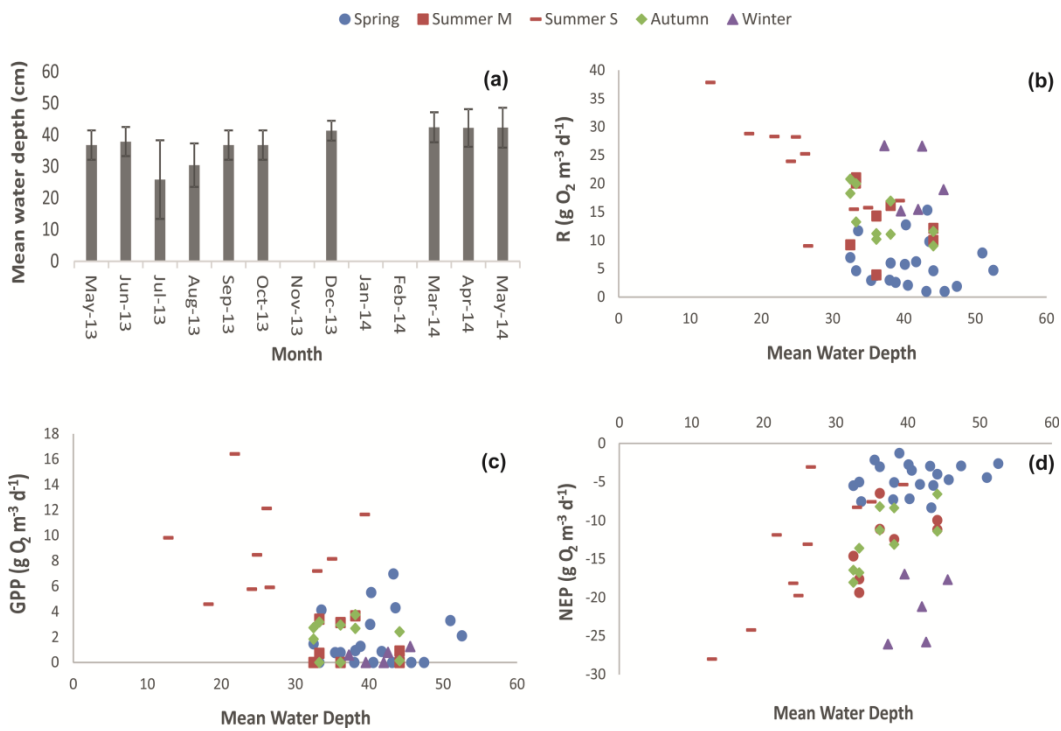 Spring Summer M Summer S Autumn Winter
(a)
Mean water depth (cm)
60
50
40
30
20
10
0
May-13 Jun-13 Jul-13 Aug-13 Sep-13 Oct-13 Nov-13 Dec-13 Jan-14 Feb-14 Mar-14 Apr-14 May-14
Month
(b)
R (g O₂ m⁻³ d⁻¹)
40
35
30
25
20
15
10
5
0
0 10 20 30 40 50 60
Mean Water Depth
(c)
GPP (g O₂ m⁻³ d⁻¹)
18
16
14
12
10
8
6
4
2
0
0 10 20 30 40 50 60
Mean Water Depth
(d)
NEP (g O₂ m⁻³ d⁻¹)
0 10 20 30 40 50 60
0
-5
-10
-15
-20
-25
-30
Mean Water Depth